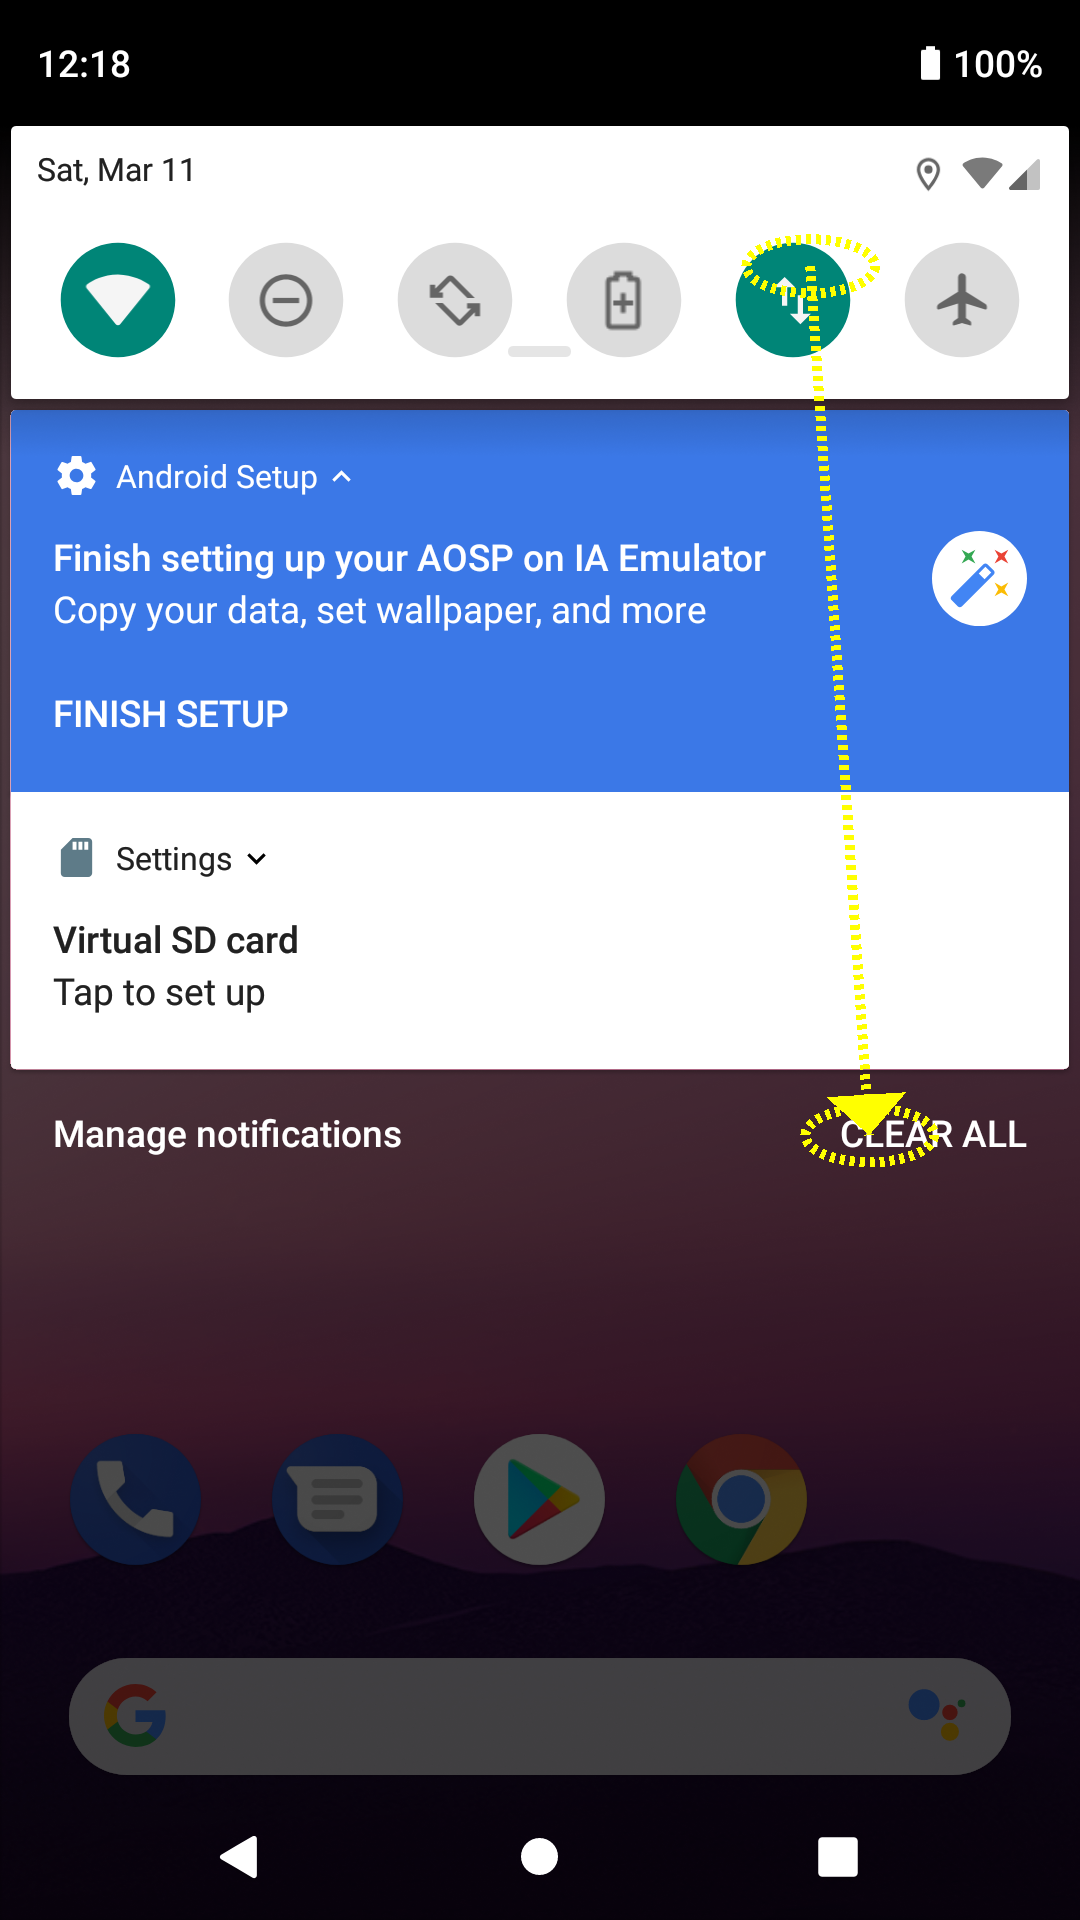 12:18
100%
Sat, Mar 11
Android Setup
Finish setting up your AOSP on IA Emulator
Copy your data, set wallpaper, and more
FINISH SETUP
Settings
Virtual SD card
Tap to set up
Manage notifications
CLEAR ALL